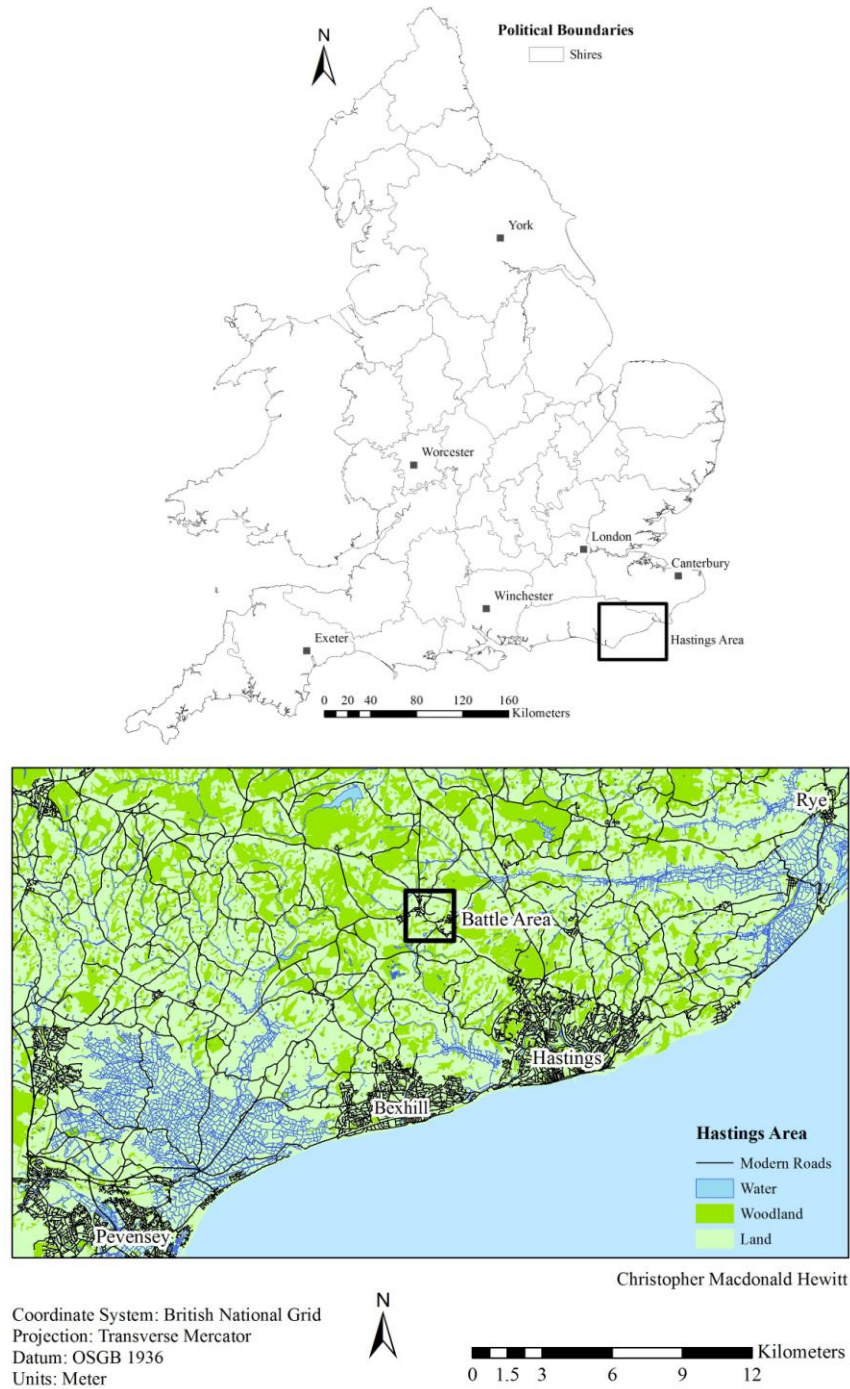 N
Political Boundaries
Shires
York
Worcester
London
Canterbury
Winchester
Hastings Area
Exeter
0 20 40 80 120 160
Kilometers
Rye
Battle Area
Hastings
Bexhill
Pevensey
Hastings Area
Modern Roads
Water
Woodland
Land
Christopher Macdonald Hewitt
Coordinate System: British National Grid
Projection: Transverse Mercator
Datum: OSGB 1936
Units: Meter
N
Kilometers
0 1.5 3 6 9 12